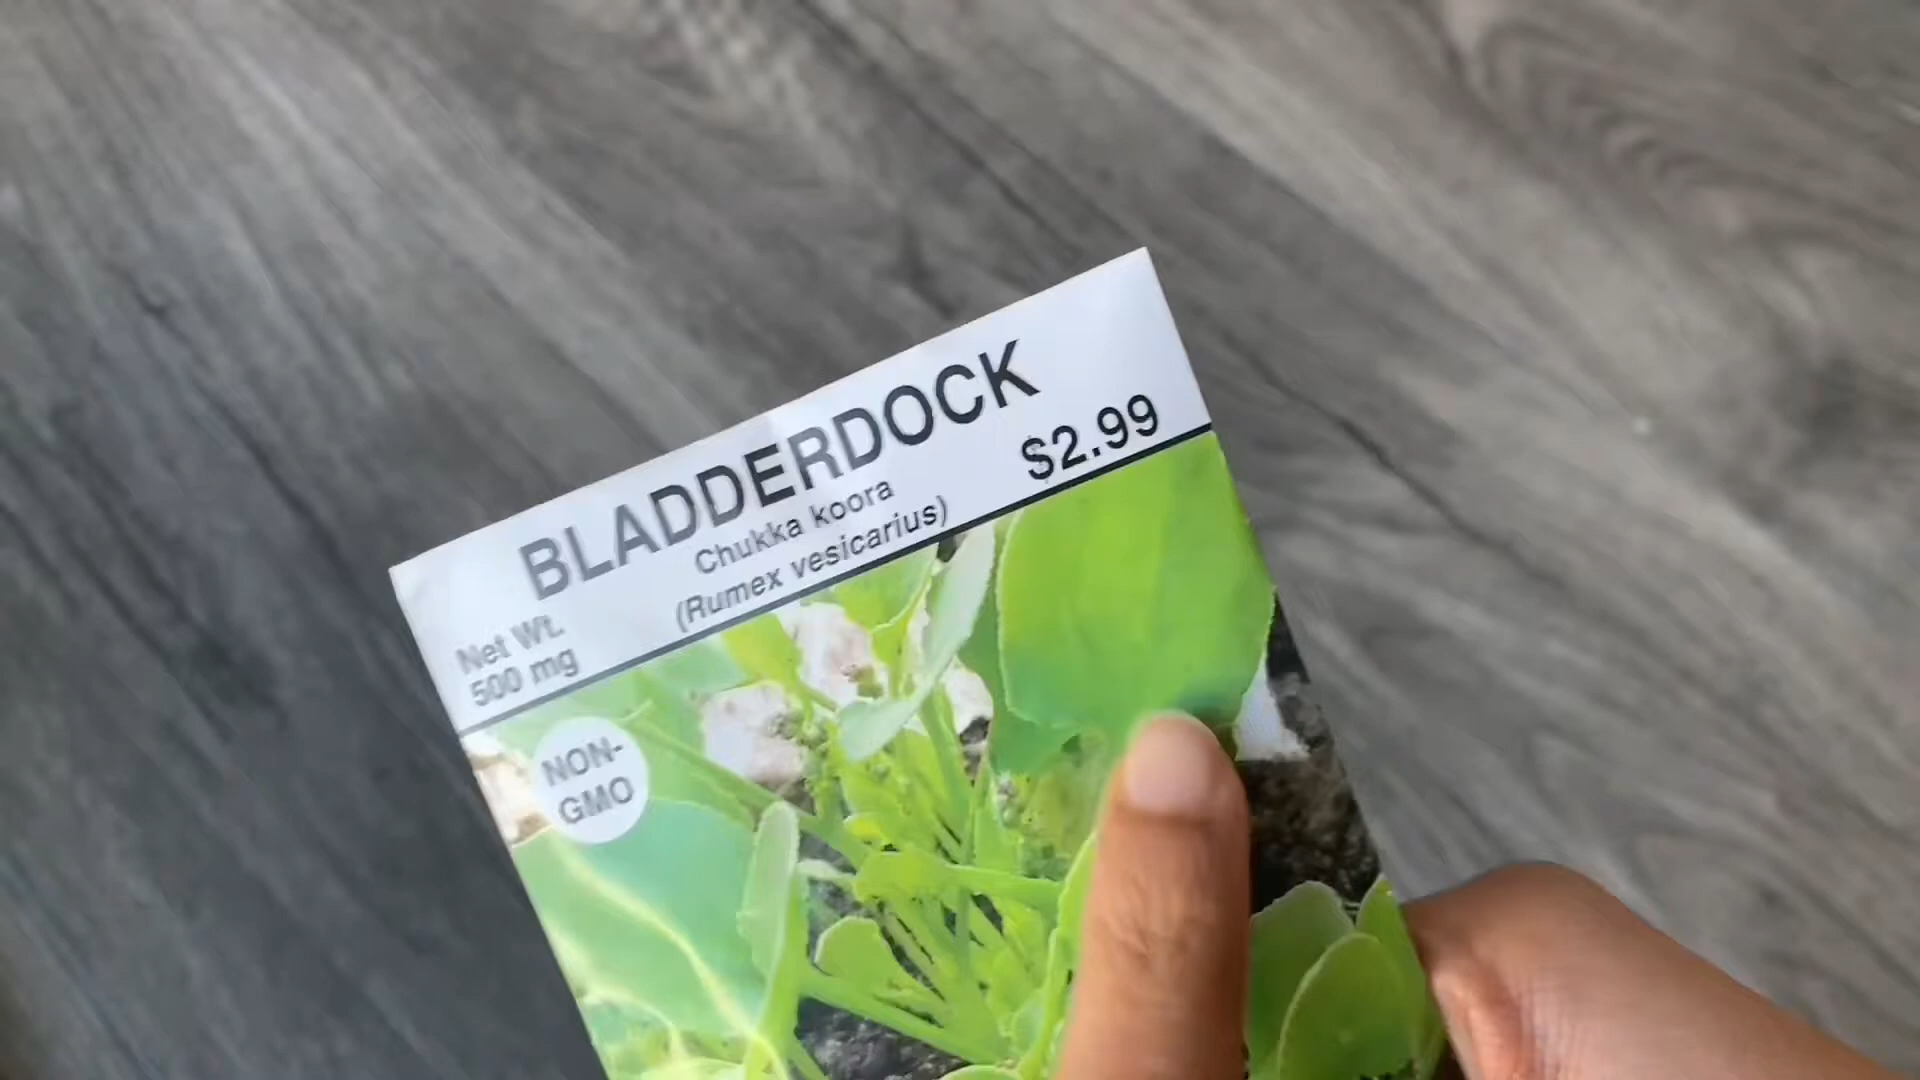 BLADDERDOCK
$2.99
Chukka koora
(Rumex vesicarius)
Net Wt.
500 mg
NON-
GMO